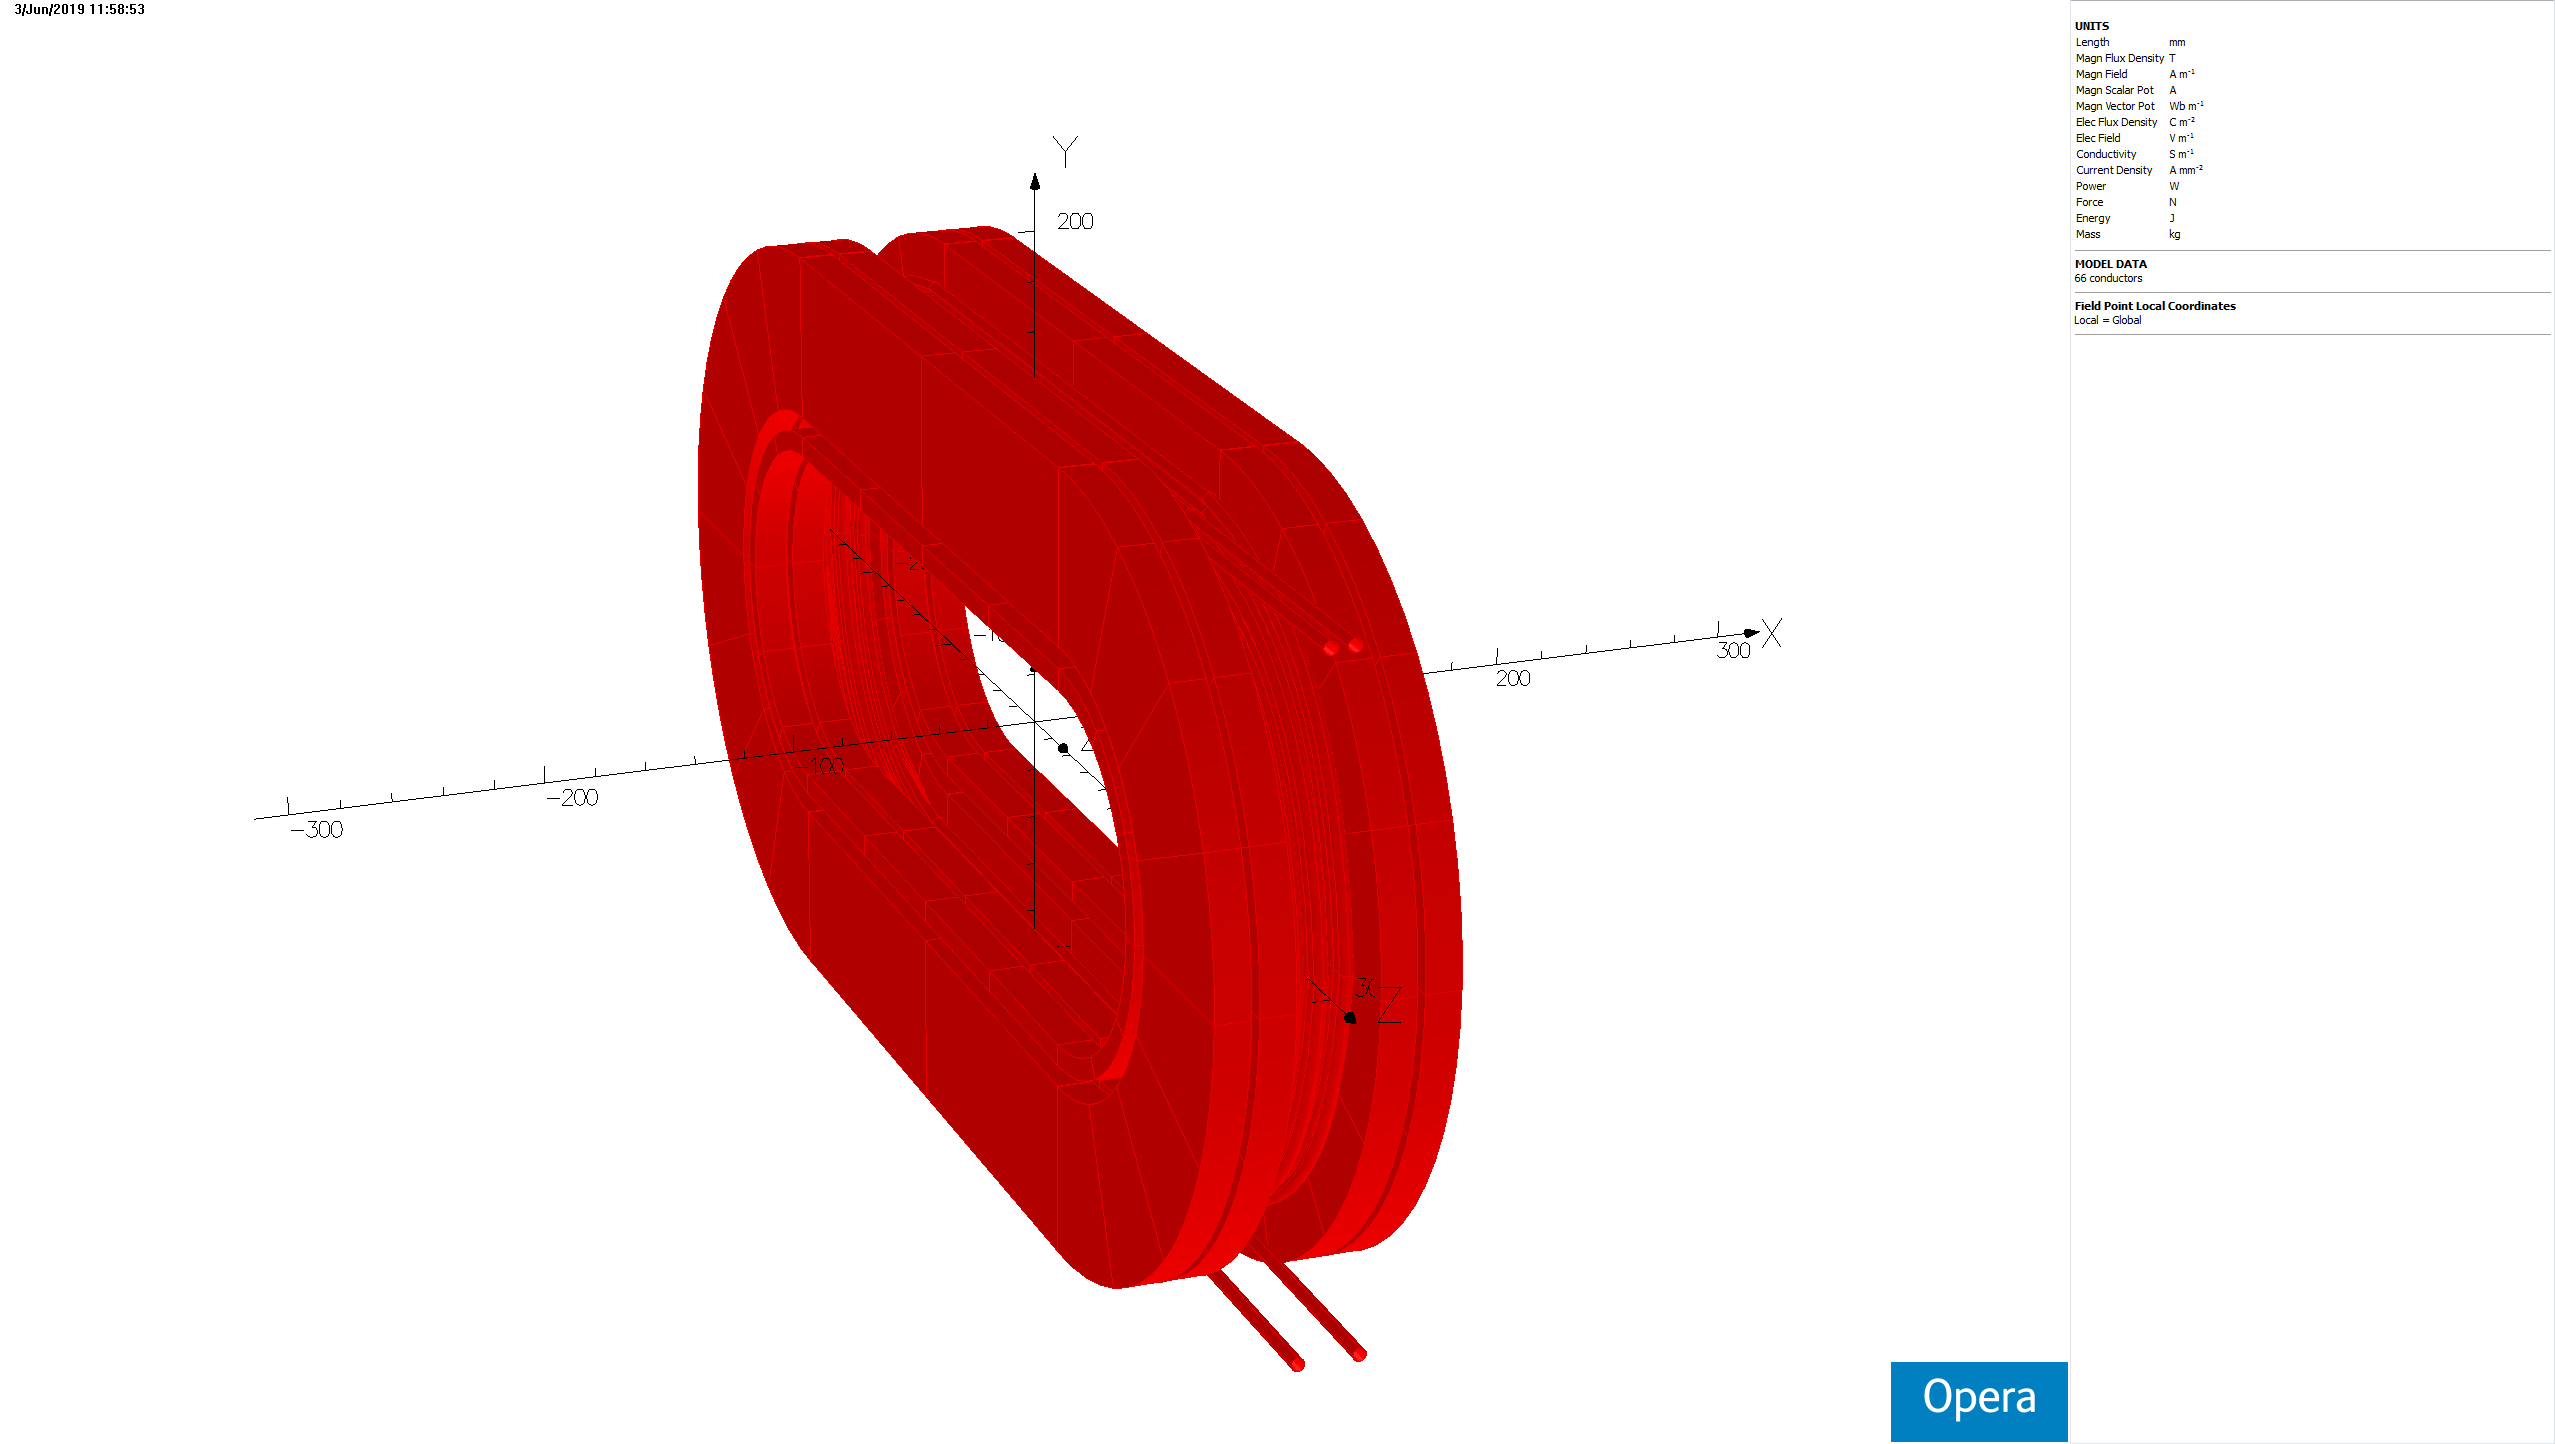 3/Jun/2019 11:58:53
UNITS
Length mm
Magn Flux Density T
Magn Field A m⁻¹
Magn Scalar Pot A
Magn Vector Pot Wb m⁻¹
Elec Flux Density C m⁻²
Elec Field V m⁻¹
Conductivity S m⁻¹
Current Density A mm⁻²
Power W
Force N
Energy J
Mass kg
MODEL DATA
66 conductors
Field Point Local Coordinates
Local = Global
Y
200
X
300
200
-100
-200
-300
Z
Opera